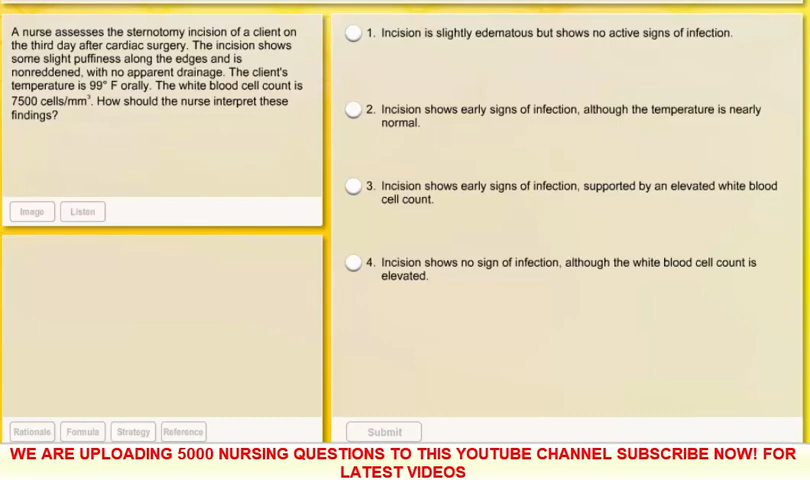 A nurse assesses the sternotomy incision of a client on
the third day after cardiac surgery. The incision shows
some slight puffiness along the edges and is
nonreddened, with no apparent drainage. The client's
temperature is 99° F orally. The white blood cell count is
7500 cells/mm³. How should the nurse interpret these
findings?
Image
Listen
1. Incision is slightly edematous but shows no active signs of infection.
2. Incision shows early signs of infection, although the temperature is nearly
normal.
3. Incision shows early signs of infection, supported by an elevated white blood
cell count.
4. Incision shows no sign of infection, although the white blood cell count is
elevated.
Rationale
Formula
Strategy
Reference
Submit
WE ARE UPLOADING 5000 NURSING QUESTIONS TO THIS YOUTUBE CHANNEL SUBSCRIBE NOW! FOR
LATEST VIDEOS